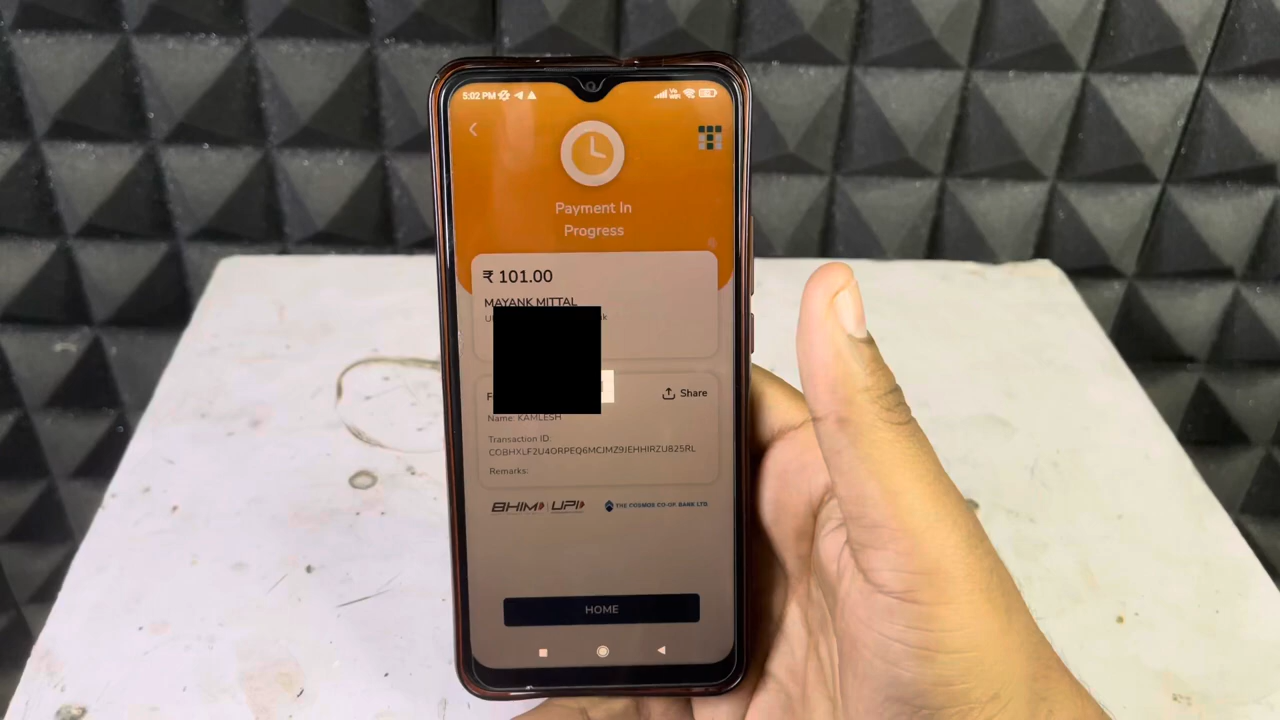 5:02 PM
Payment In
Progress
₹ 101.00
MAYANK MITTAL
Share
Name: KAMLESH
Transaction ID:
COBHXLF2U4ORPEQ6MCJMZ9JEHHIRZU825RL
Remarks:
BHIM UPI THE COSMOS CO-OP. BANK LTD.
HOME